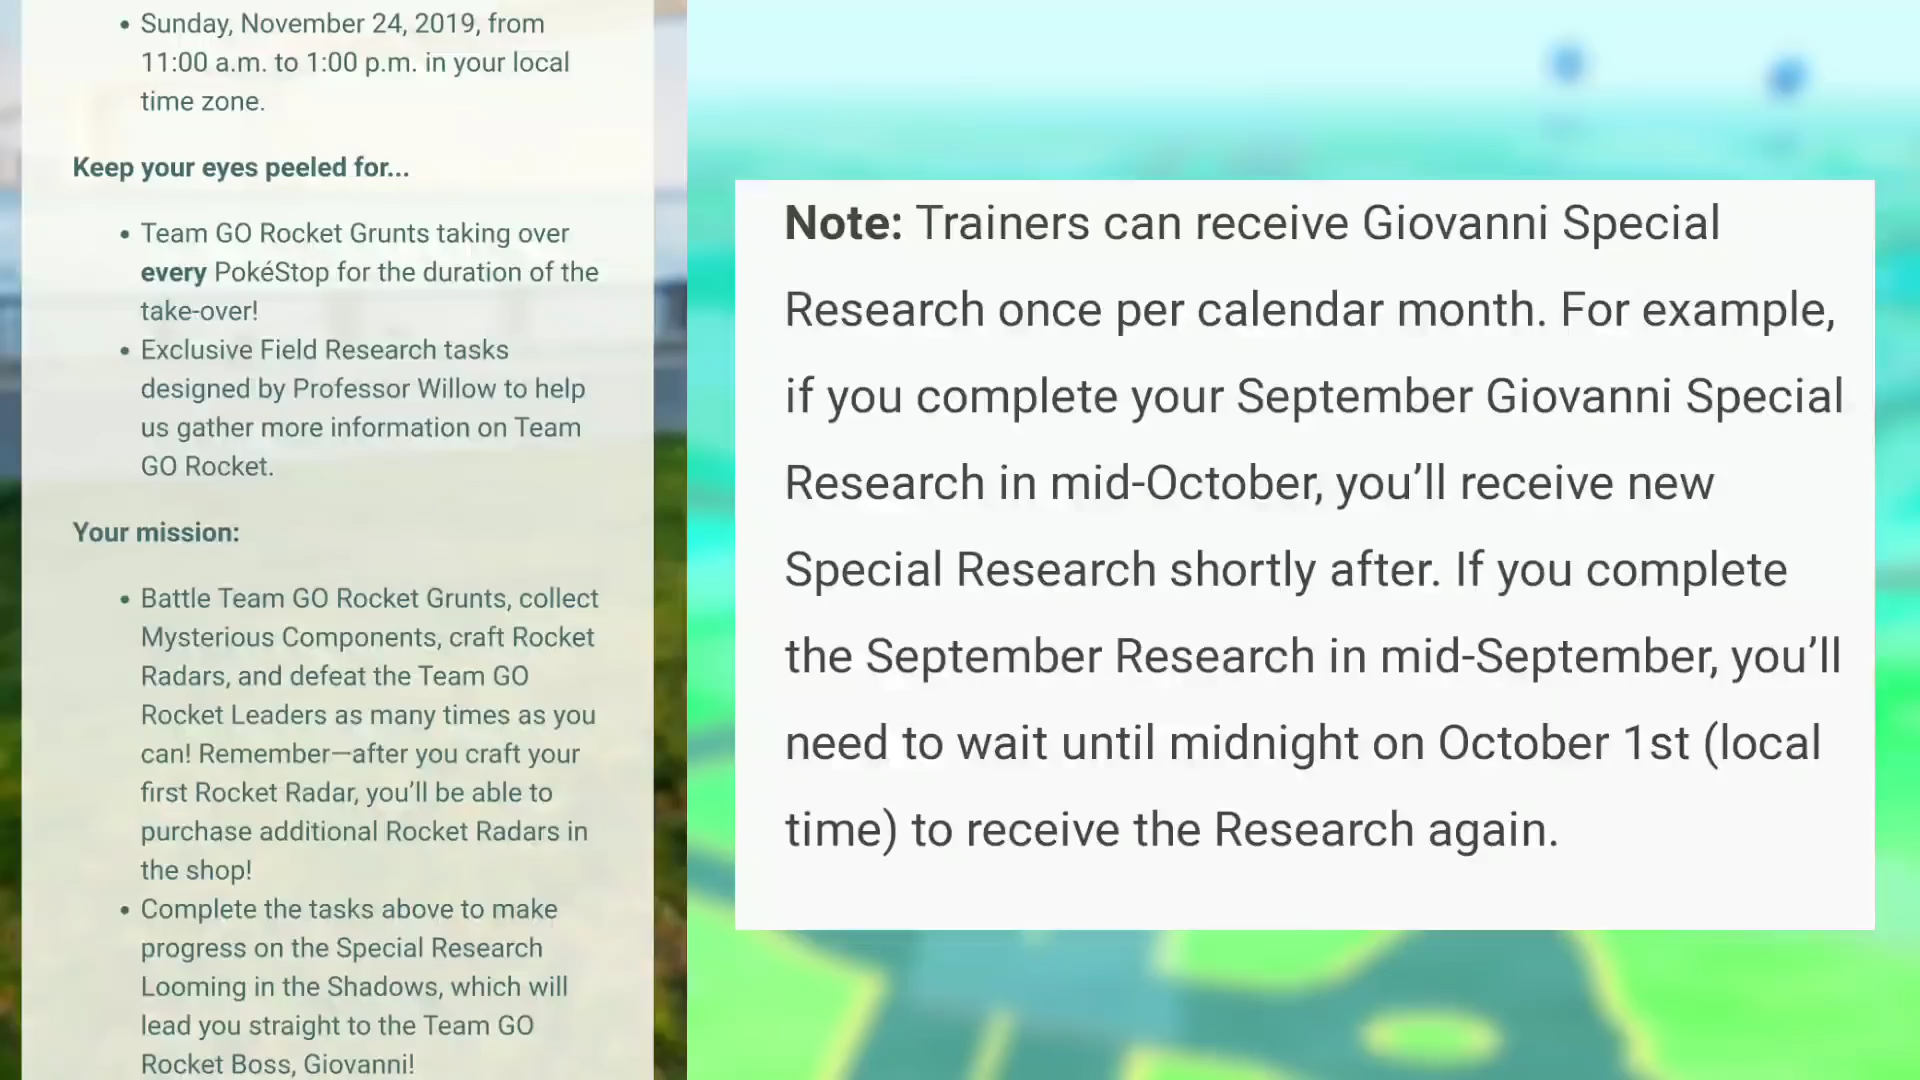 • Sunday, November 24, 2019, from
11:00 a.m. to 1:00 p.m. in your local
time zone.
Keep your eyes peeled for...
• Team GO Rocket Grunts taking over
every PokéStop for the duration of the
take-over!
• Exclusive Field Research tasks
designed by Professor Willow to help
us gather more information on Team
GO Rocket.
Your mission:
• Battle Team GO Rocket Grunts, collect
Mysterious Components, craft Rocket
Radars, and defeat the Team GO
Rocket Leaders as many times as you
can! Remember—after you craft your
first Rocket Radar, you’ll be able to
purchase additional Rocket Radars in
the shop!
• Complete the tasks above to make
progress on the Special Research
Looming in the Shadows, which will
lead you straight to the Team GO
Rocket Boss, Giovanni!
Note: Trainers can receive Giovanni Special
Research once per calendar month. For example,
if you complete your September Giovanni Special
Research in mid-October, you’ll receive new
Special Research shortly after. If you complete
the September Research in mid-September, you’ll
need to wait until midnight on October 1st (local
time) to receive the Research again.